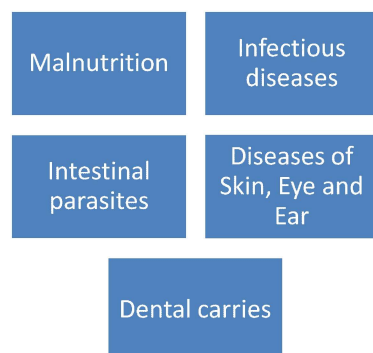 Malnutrition
Infectious
diseases
Intestinal
parasites
Diseases of
Skin, Eye and
Ear
Dental carries